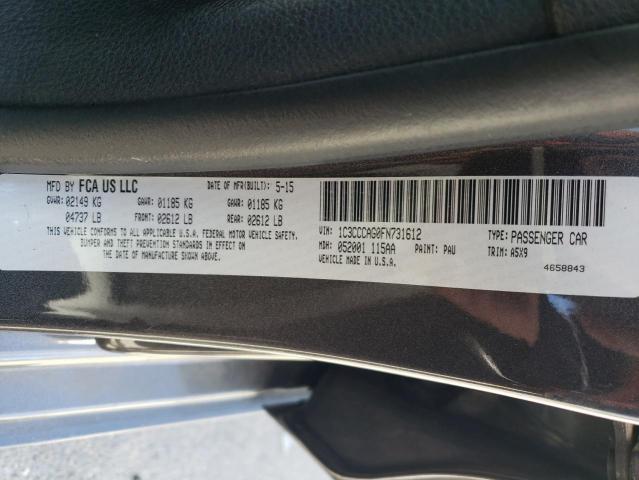 MFD BY FCA US LLC DATE OF MFR(BUILT): 5-15
GVWR: 02149 KG GAWR: 01185 KG GAWR: 01185 KG
04737 LB FRONT: 02612 LB REAR: 02612 LB
THIS VEHICLE CONFORMS TO ALL APPLICABLE U.S.A. FEDERAL MOTOR VEHICLE SAFETY,
BUMPER AND THEFT PREVENTION STANDARDS IN EFFECT ON
THE DATE OF MANUFACTURE SHOWN ABOVE.
VIN: 1C3CCCAG0FN731612 TYPE: PASSENGER CAR
MDH: 052001 115AA PAINT: PAU TRIM: A5X9
VEHICLE MADE IN U.S.A.
4658843